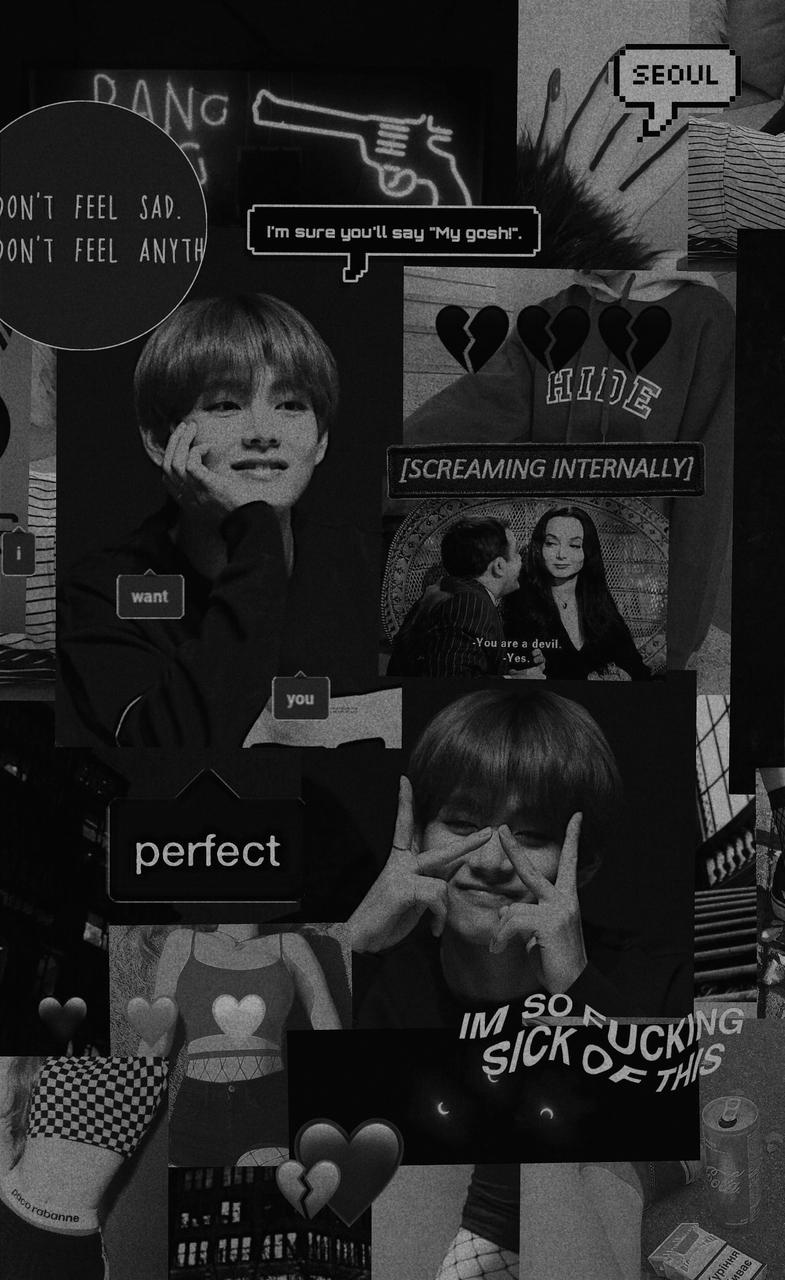 SEOUL
BANG
DON'T FEEL SAD.
DON'T FEEL ANYTH
I'm sure you'll say "My gosh!".
HIDE
[SCREAMING INTERNALLY]
-You are a devil.
-Yes.
i
want
you
perfect
IM SO FUCKING
SICK OF THIS
paco rabanne